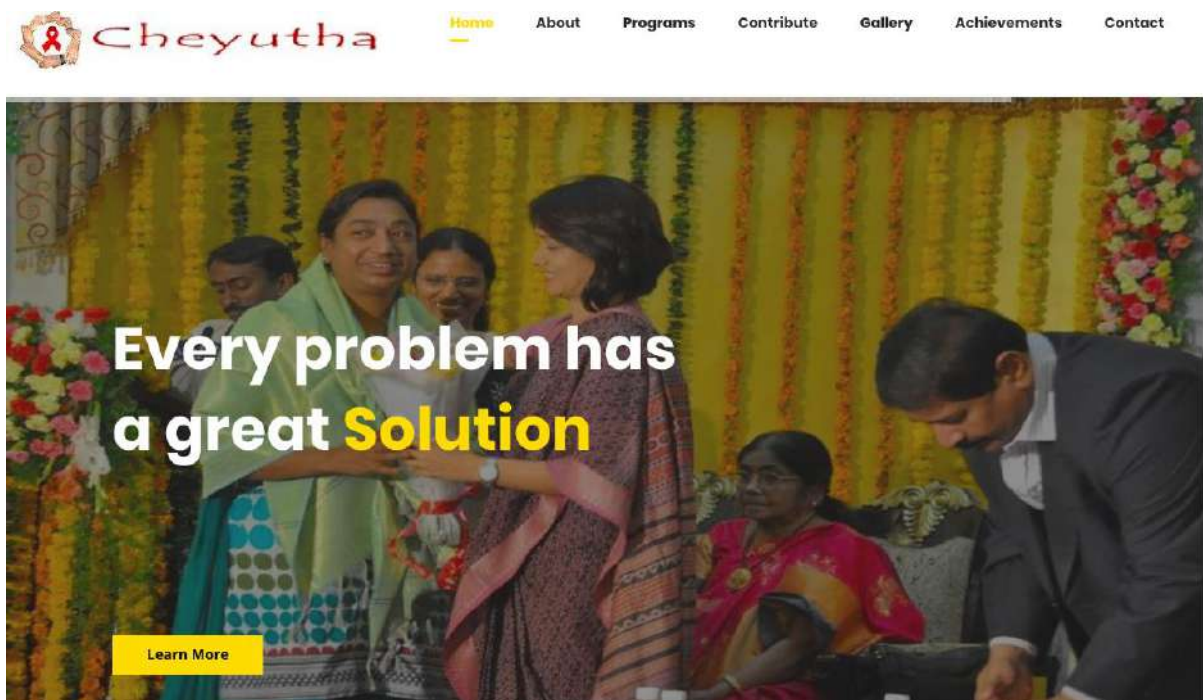 Cheyutha
Home About Programs Contribute Gallery Achievements Contact
Every problem has
a great Solution
Learn More